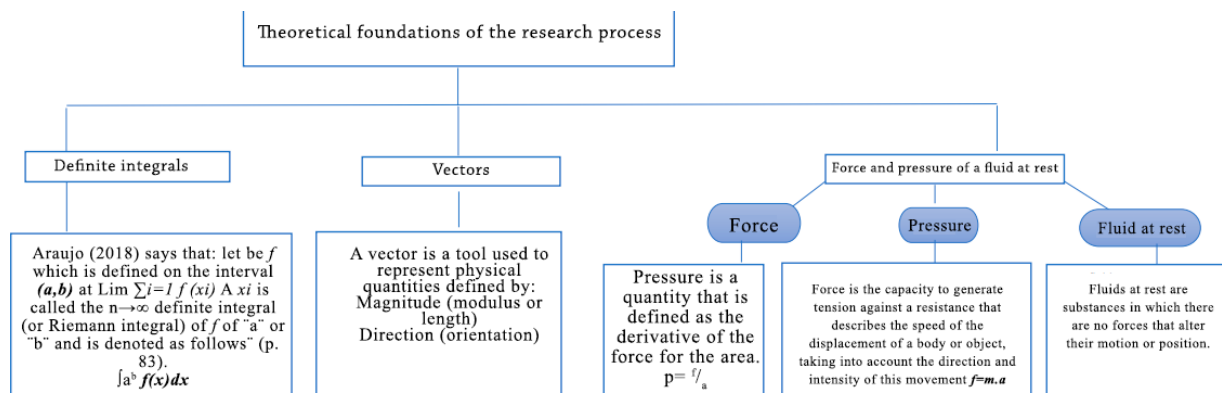 Theoretical foundations of the research process
Definite integrals
Vectors
Force and pressure of a fluid at rest
Force
Pressure
Fluid at rest
Araujo (2018) says that: let be f
which is defined on the interval
(a,b) at Lim ∑i=1 f (xi) A xi is
called the n→∞ definite integral
(or Riemann integral) of f of ¨a¨ or
¨b¨ and is denoted as follows¨ (p.
83).
∫aᵇ f(x)dx
A vector is a tool used to
represent physical
quantities defined by:
Magnitude (modulus or
length)
Direction (orientation)
Pressure is a
quantity that is
defined as the
derivative of the
force for the area.
p= f/a
Force is the capacity to generate
tension against a resistance that
describes the speed of the
displacement of a body or object,
taking into account the direction and
intensity of this movement f=m.a
Fluids at rest are
substances in which there
are no forces that alter
their motion or position.